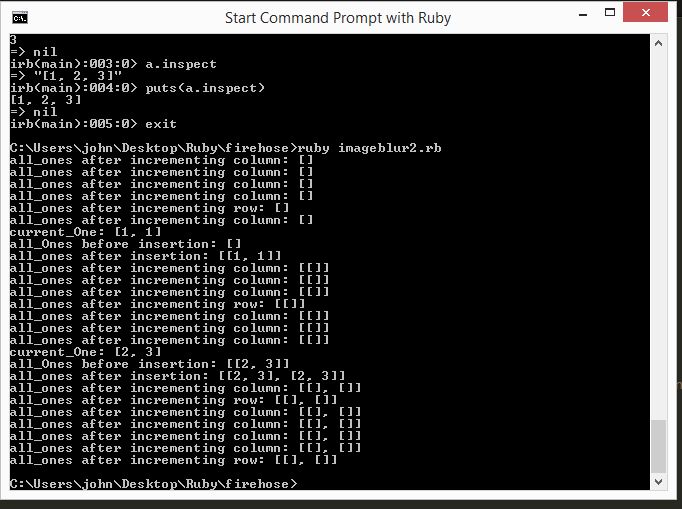 Start Command Prompt with Ruby
3
=> nil
irb(main):003:0> a.inspect
=> "[1, 2, 3]"
irb(main):004:0> puts(a.inspect)
[1, 2, 3]
=> nil
irb(main):005:0> exit
C:\Users\john\Desktop\Ruby\firehose>ruby imageblur2.rb
all_ones after incrementing column: []
all_ones after incrementing column: []
all_ones after incrementing column: []
all_ones after incrementing column: []
all_ones after incrementing row: []
all_ones after incrementing column: []
current_One: [1, 1]
all_Ones before insertion: []
all_ones after insertion: [[1, 1]]
all_ones after incrementing column: [[]]
all_ones after incrementing column: [[]]
all_ones after incrementing column: [[]]
all_ones after incrementing row: [[]]
all_ones after incrementing column: [[]]
all_ones after incrementing column: [[]]
all_ones after incrementing column: [[]]
current_One: [2, 3]
all_Ones before insertion: [[2, 3]]
all_ones after insertion: [[2, 3], [2, 3]]
all_ones after incrementing column: [[], []]
all_ones after incrementing row: [[], []]
all_ones after incrementing column: [[], []]
all_ones after incrementing column: [[], []]
all_ones after incrementing column: [[], []]
all_ones after incrementing column: [[], []]
all_ones after incrementing row: [[], []]
C:\Users\john\Desktop\Ruby\firehose>